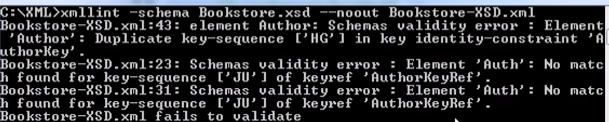 C:\XML>xmllint -schema Bookstore.xsd --noout Bookstore-XSD.xml
Bookstore-XSD.xml:43: element Author: Schemas validity error : Element
 'Author': Duplicate key-sequence ['HG'] in key identity-constraint 'A
uthorKey'.
Bookstore-XSD.xml:23: Schemas validity error : Element 'Auth': No matc
h found for key-sequence ['JU'] of keyref 'AuthorKeyRef'.
Bookstore-XSD.xml:31: Schemas validity error : Element 'Auth': No matc
h found for key-sequence ['JU'] of keyref 'AuthorKeyRef'.
Bookstore-XSD.xml fails to validate